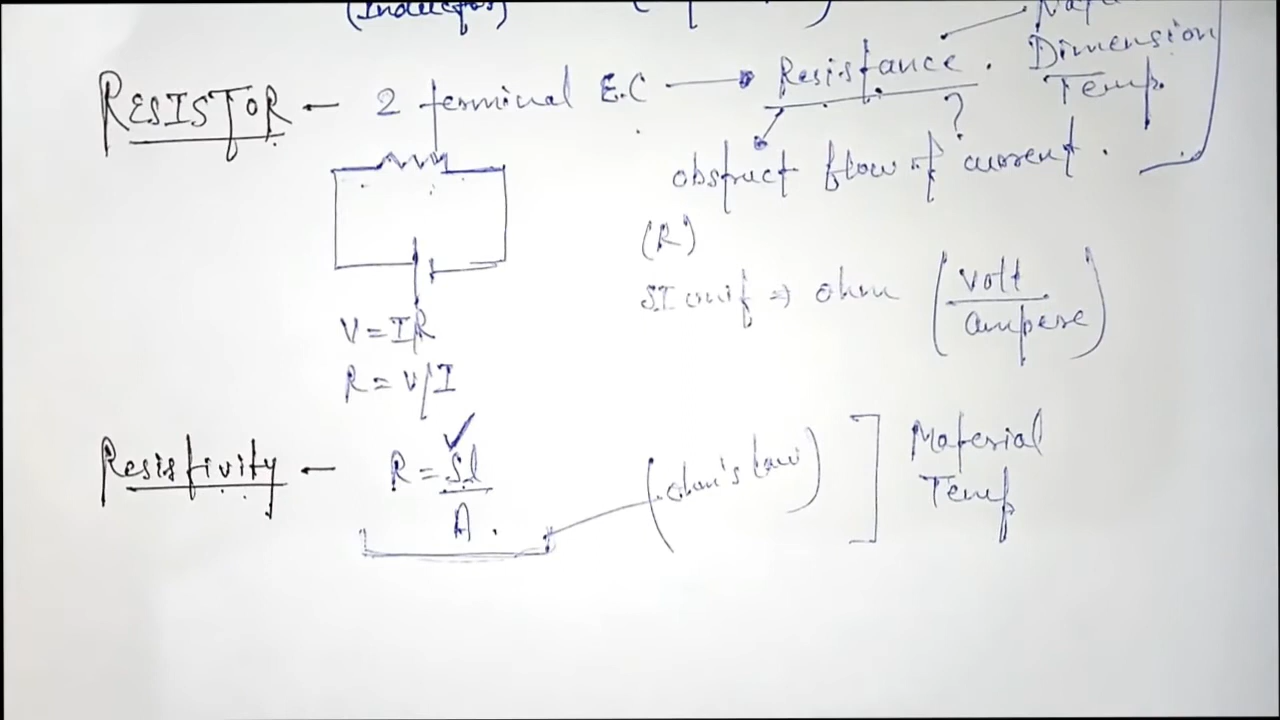 (Inductors)
RESISTOR – 2 terminal E.C → Resistance. Dimension
Temp.
?
obstruct flow of current.
(R)
SI unit ⇒ ohm (volt/ampere)
V = IR
R = V/I
Resistivity – R = ρl/A. (ohm's law) ] Material
Temp